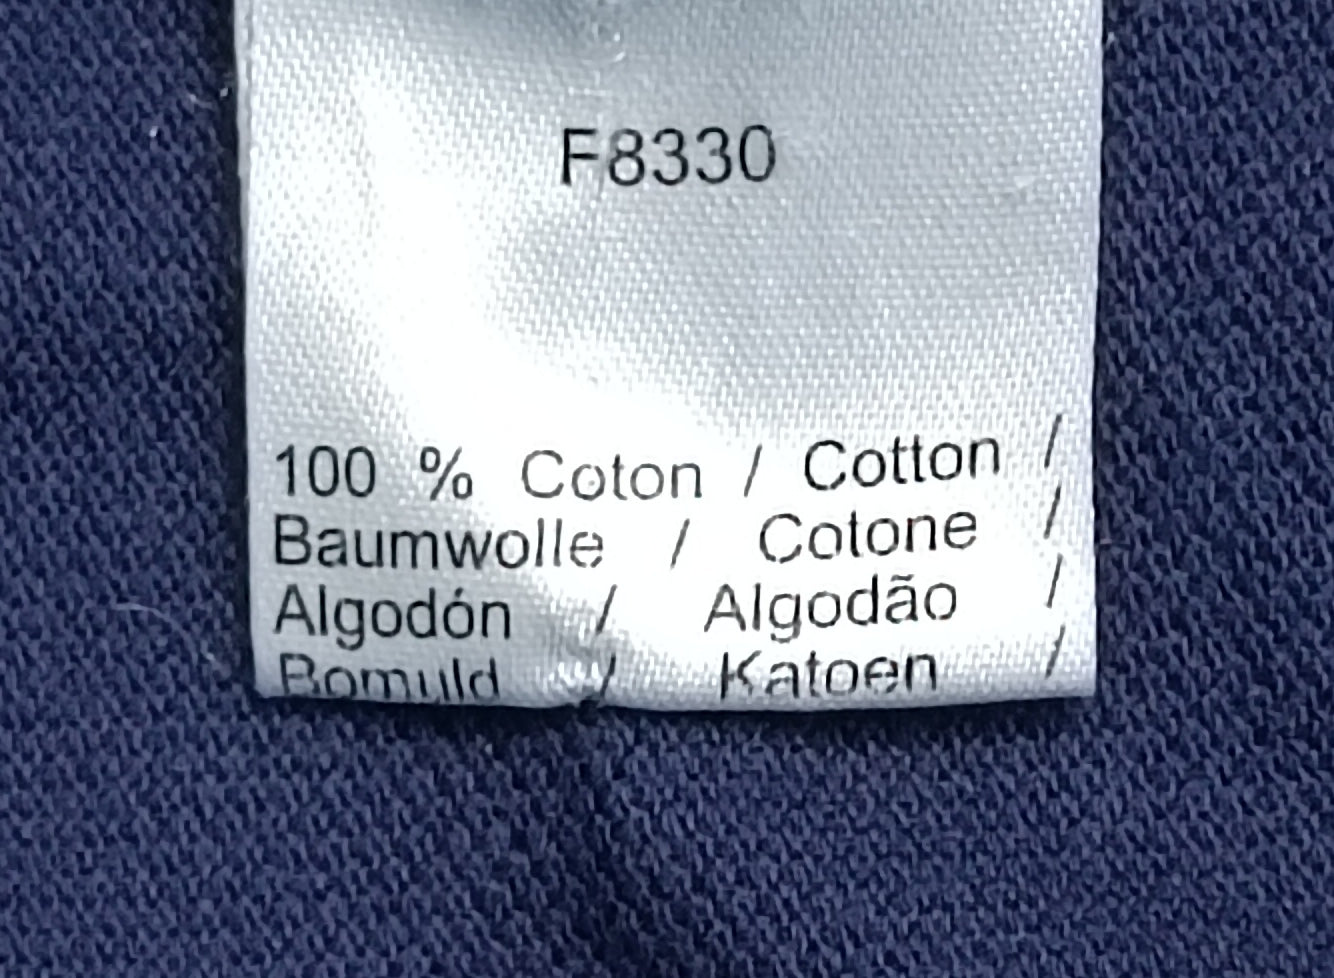 F8330
100 % Coton / Cotton /
Baumwolle / Cotone /
Algodón / Algodão /
Bomuld / Katoen /